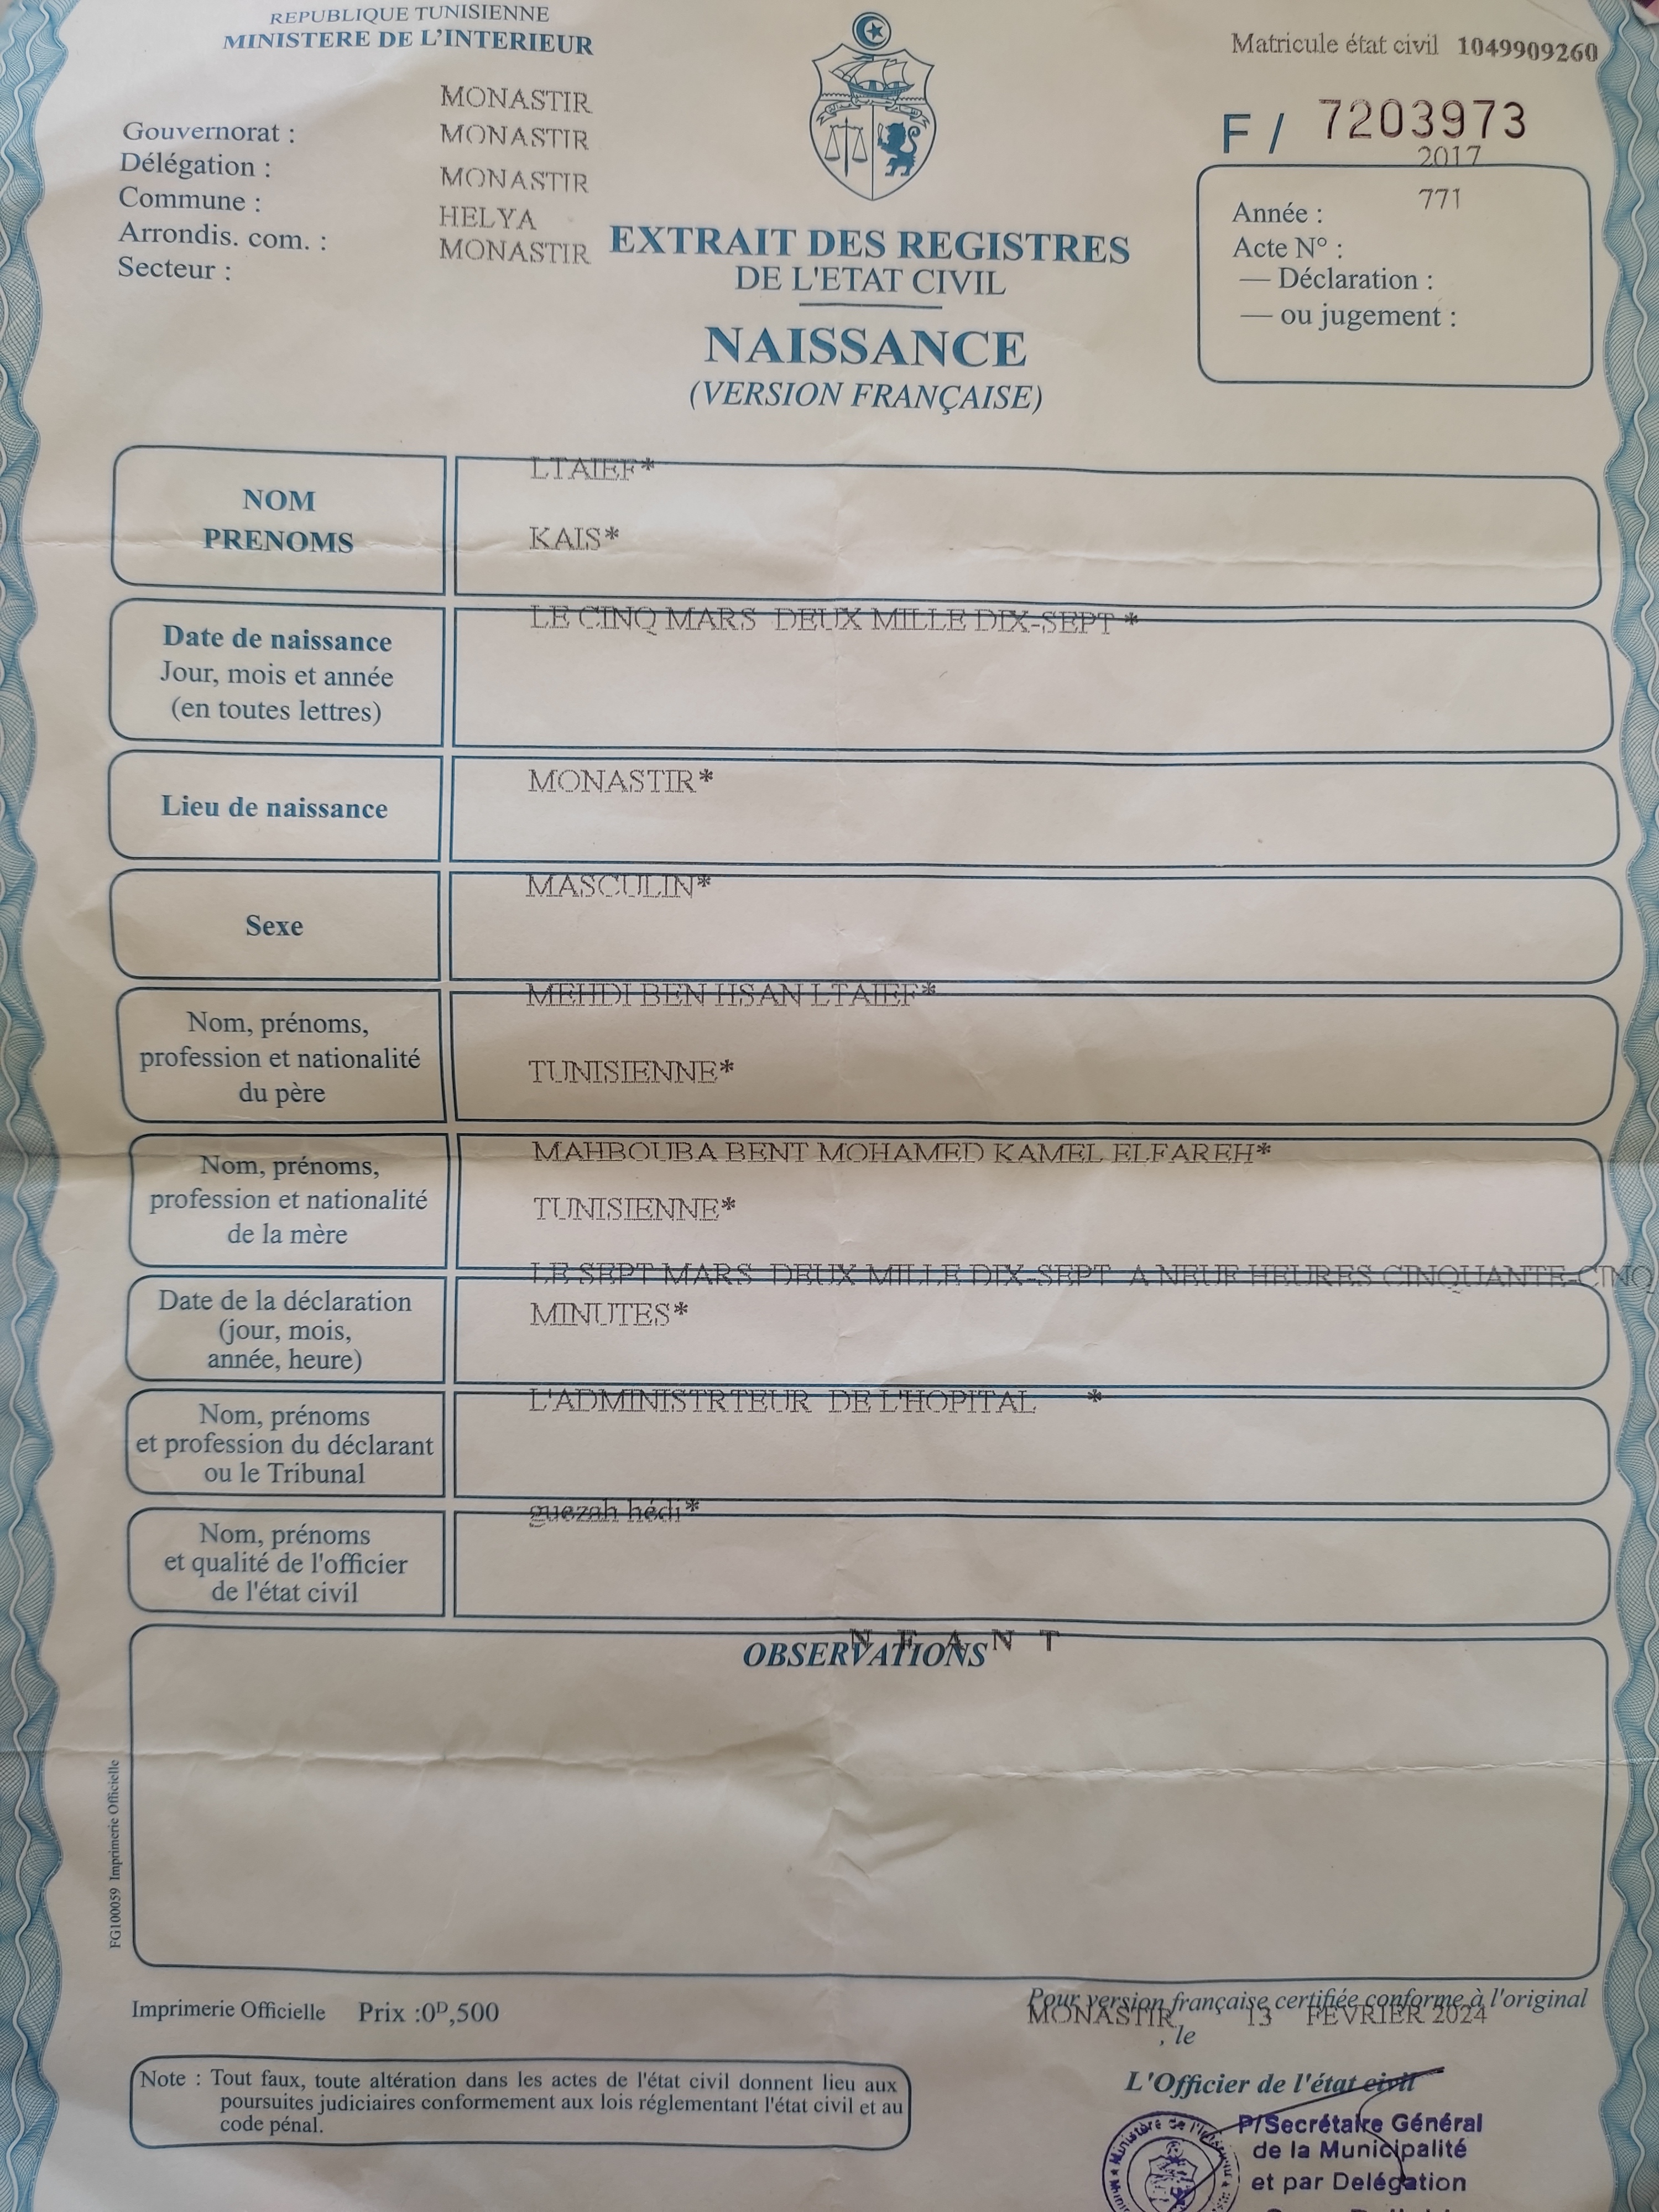 REPUBLIQUE TUNISIENNE
MINISTERE DE L'INTERIEUR
Matricule état civil 1049909260
F / 7203973
MONASTIR
Gouvernorat : MONASTIR
Délégation : MONASTIR
Commune : HELYA
Arrondis. com. : MONASTIR
Secteur :
2017
Année : 771
Acte N° :
— Déclaration :
— ou jugement :
EXTRAIT DES REGISTRES
DE L'ETAT CIVIL
NAISSANCE
(VERSION FRANÇAISE)
LTAIEF*
NOM
PRENOMS
KAIS*
LE CINQ MARS DEUX MILLE DIX-SEPT *
Date de naissance
Jour, mois et année
(en toutes lettres)
MONASTIR*
Lieu de naissance
MASCULIN*
Sexe
MEHDI BEN HSAN LTAIEF*
Nom, prénoms,
profession et nationalité
du père
TUNISIENNE*
MAHBOUBA BENT MOHAMED KAMEL ELFAREH*
Nom, prénoms,
profession et nationalité
de la mère
TUNISIENNE*
LE SEPT MARS DEUX MILLE DIX-SEPT A NEUF HEURES CINQUANTE-CINQ
MINUTES*
Date de la déclaration
(jour, mois,
année, heure)
L'ADMINISTRTEUR DE L'HOPITAL *
Nom, prénoms
et profession du déclarant
ou le Tribunal
guezah hédi*
Nom, prénoms
et qualité de l'officier
de l'état civil
N E A N T
OBSERVATIONS
FG100059 Imprimerie Officielle
Imprimerie Officielle Prix :0ᴰ,500
Pour version française certifiée conforme à l'original
MONASTIR 13 FEVRIER 2024
, le
L'Officier de l'état civil
Note : Tout faux, toute altération dans les actes de l'état civil donnent lieu aux
poursuites judiciaires conformement aux lois réglementant l'état civil et au
code pénal.
P/Secrétaire Général
de la Municipalité
et par Delégation
Ministère de l'In